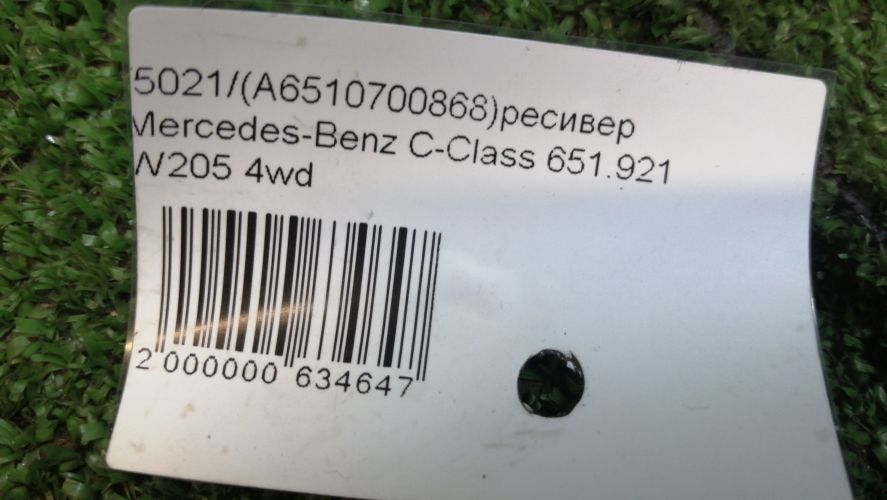 5021/(A6510700868)ресивер
Mercedes-Benz C-Class 651.921
W205 4wd
2 000000 634647